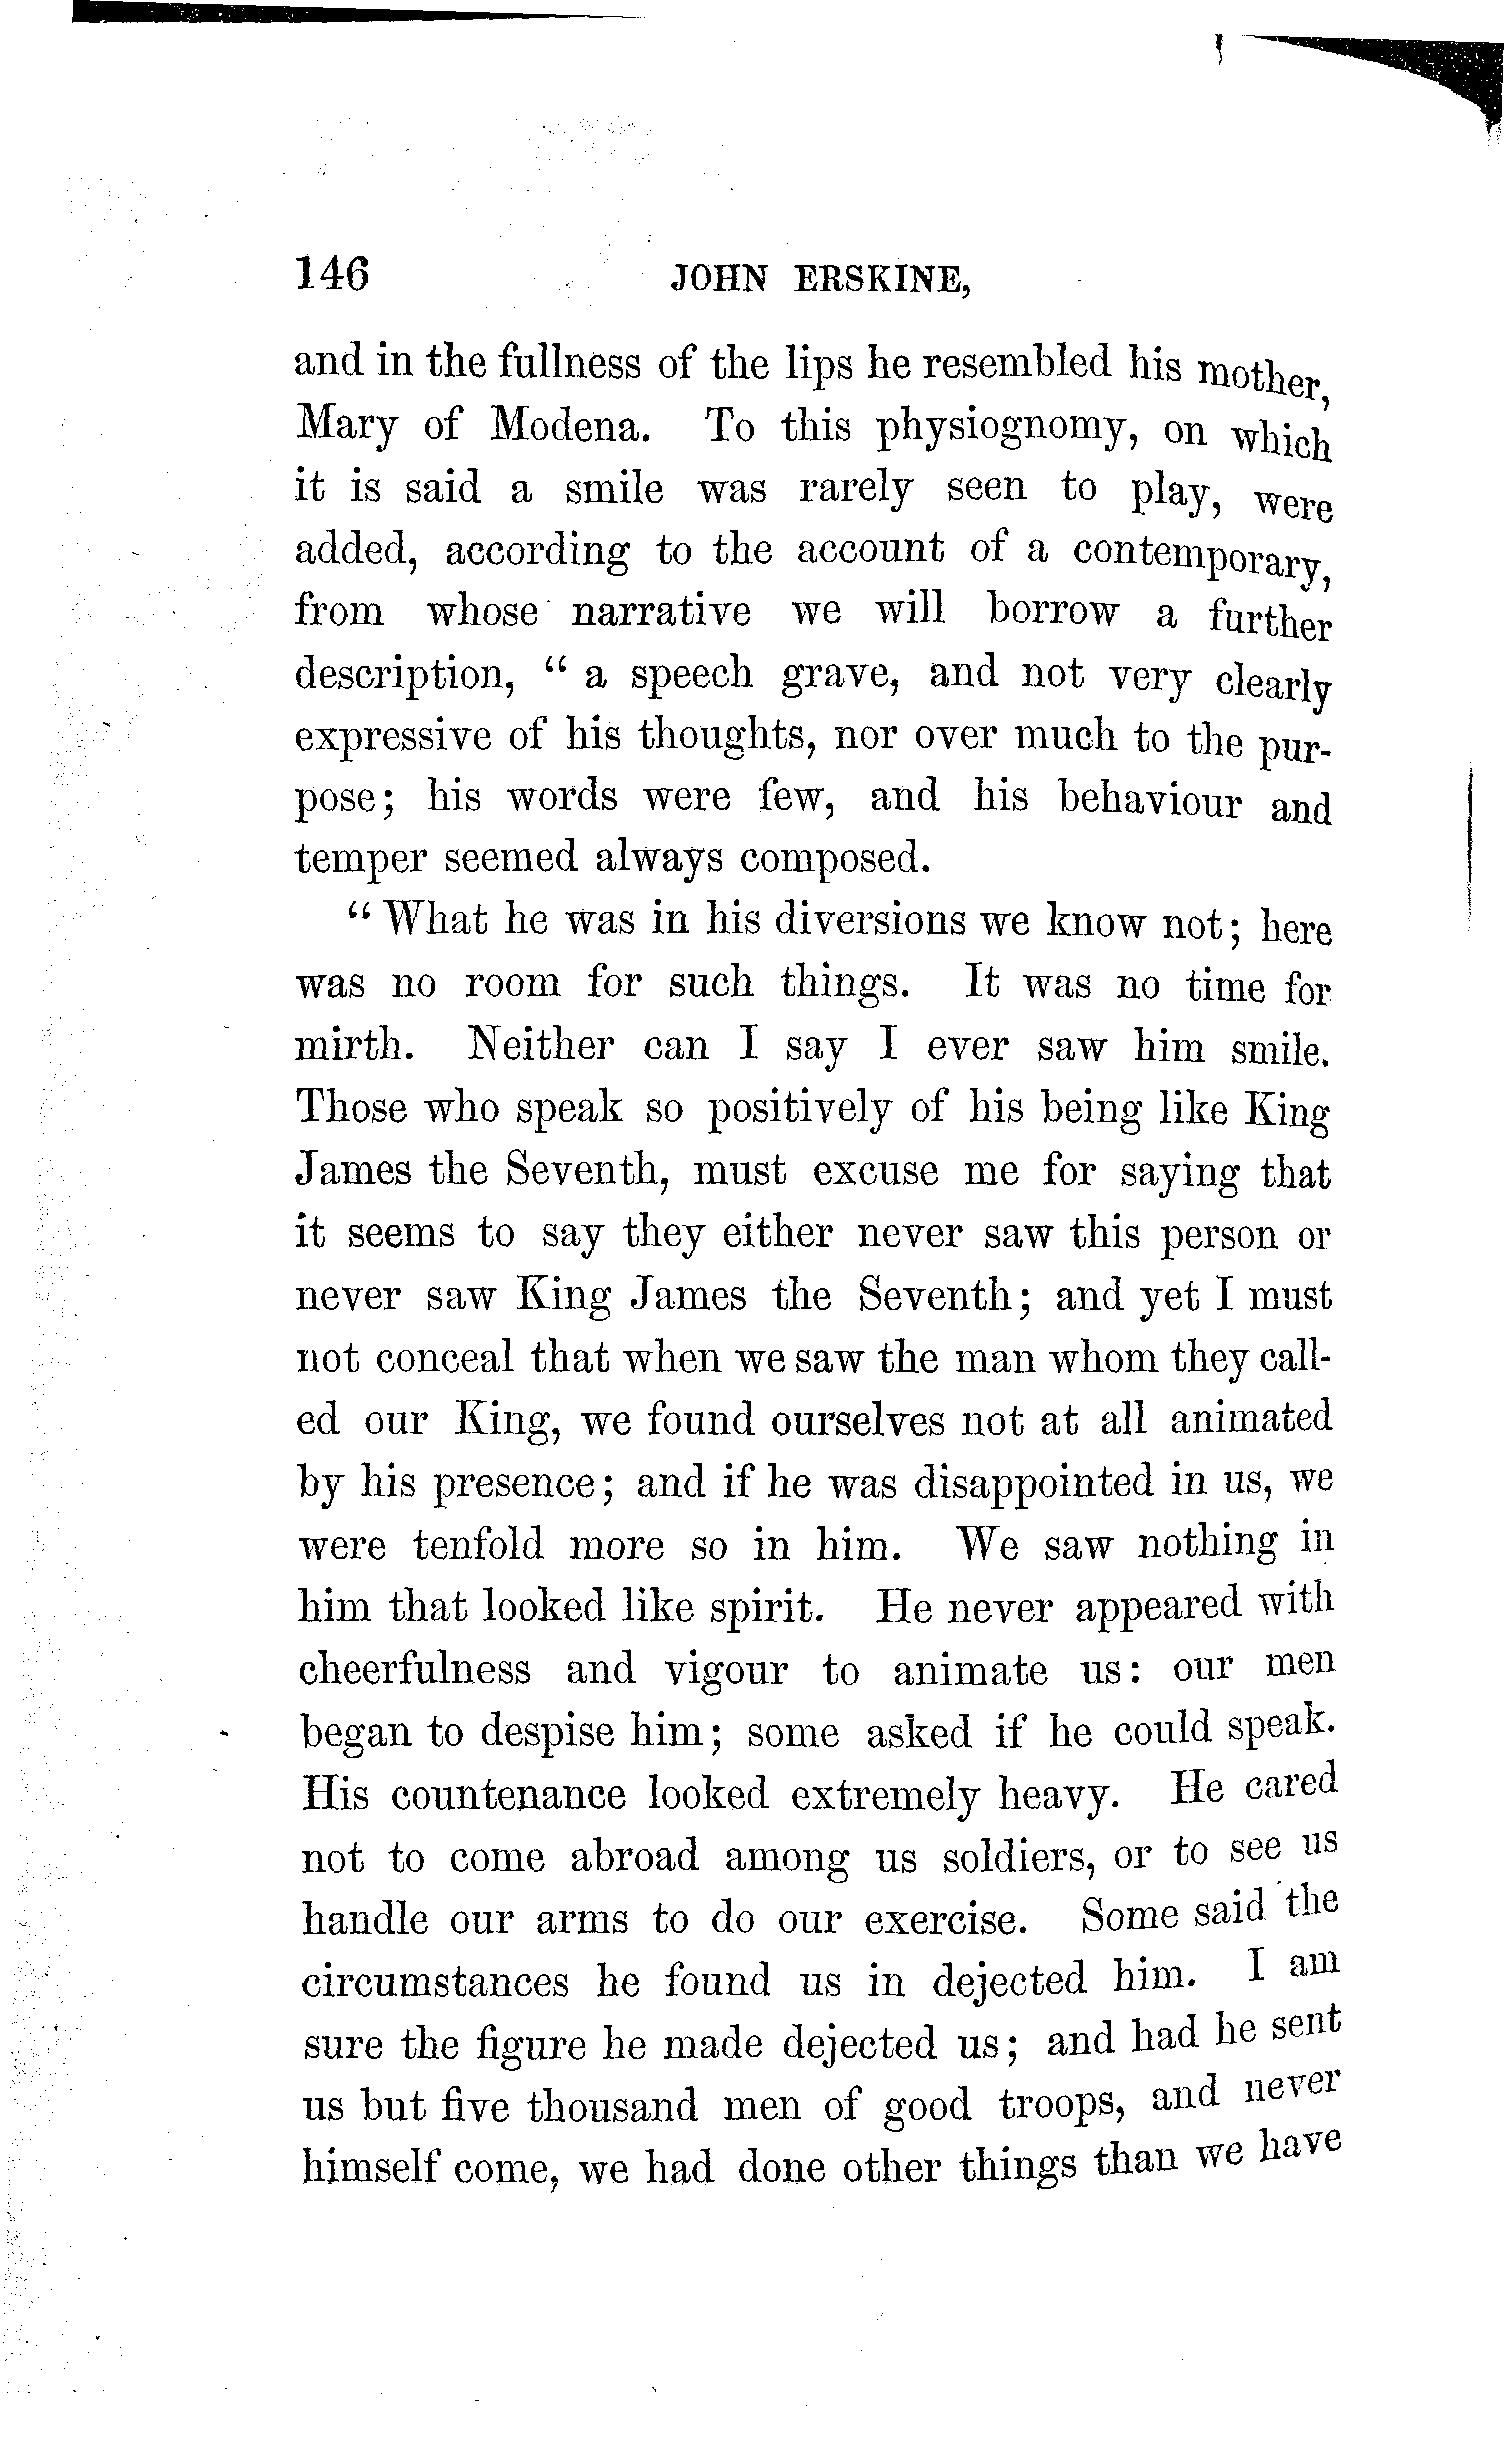 146 JOHN ERSKINE,
and in the fullness of the lips he resembled his mother,
Mary of Modena. To this physiognomy, on which
it is said a smile was rarely seen to play, were
added, according to the account of a contemporary,
from whose narrative we will borrow a further
description, “ a speech grave, and not very clearly
expressive of his thoughts, nor over much to the pur-
pose; his words were few, and his behaviour and
temper seemed always composed.
“ What he was in his diversions we know not; here
was no room for such things. It was no time for
mirth. Neither can I say I ever saw him smile.
Those who speak so positively of his being like King
James the Seventh, must excuse me for saying that
it seems to say they either never saw this person or
never saw King James the Seventh; and yet I must
not conceal that when we saw the man whom they call-
ed our King, we found ourselves not at all animated
by his presence; and if he was disappointed in us, we
were tenfold more so in him. We saw nothing in
him that looked like spirit. He never appeared with
cheerfulness and vigour to animate us: our men
began to despise him; some asked if he could speak.
His countenance looked extremely heavy. He cared
not to come abroad among us soldiers, or to see us
handle our arms to do our exercise. Some said the
circumstances he found us in dejected him. I am
sure the figure he made dejected us; and had he sent
us but five thousand men of good troops, and never
himself come, we had done other things than we have